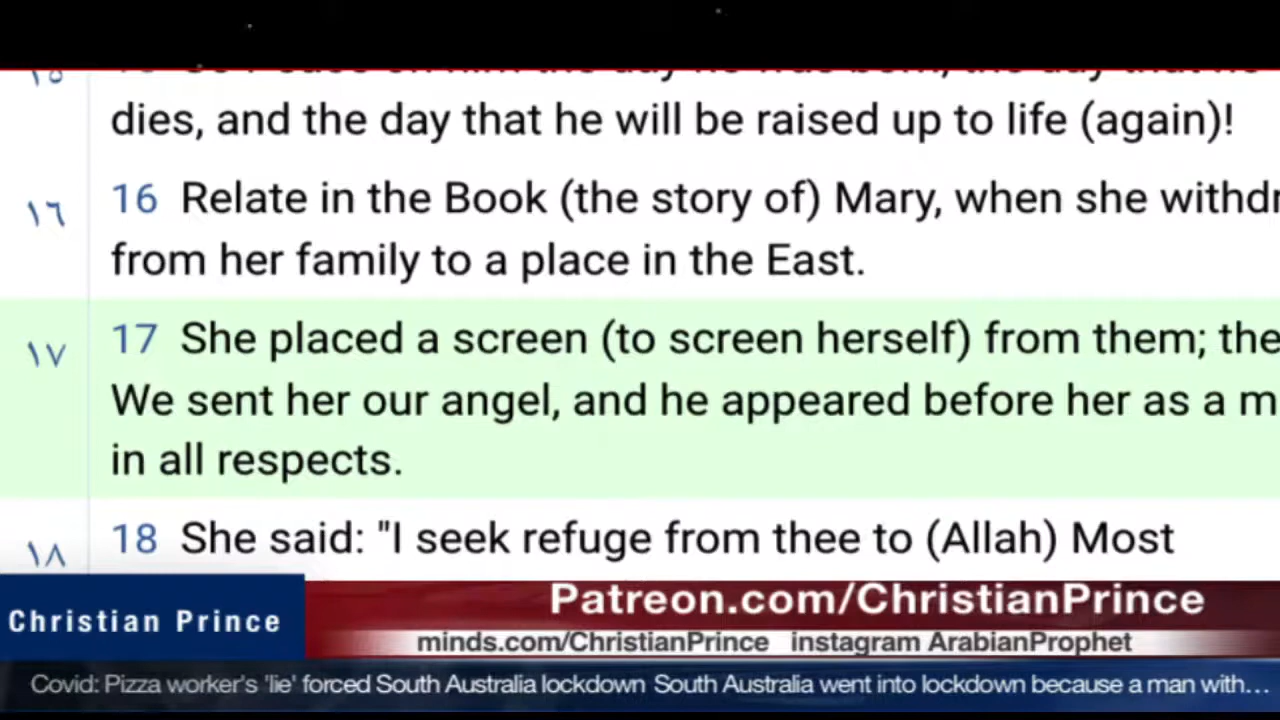 dies, and the day that he will be raised up to life (again)!
١٦ 16 Relate in the Book (the story of) Mary, when she withdr
from her family to a place in the East.
١٧ 17 She placed a screen (to screen herself) from them; the
We sent her our angel, and he appeared before her as a m
in all respects.
١٨ 18 She said: "I seek refuge from thee to (Allah) Most
Patreon.com/ChristianPrince
Christian Prince
minds.com/ChristianPrince instagram ArabianProphet
Covid: Pizza worker's 'lie' forced South Australia lockdown South Australia went into lockdown because a man with...